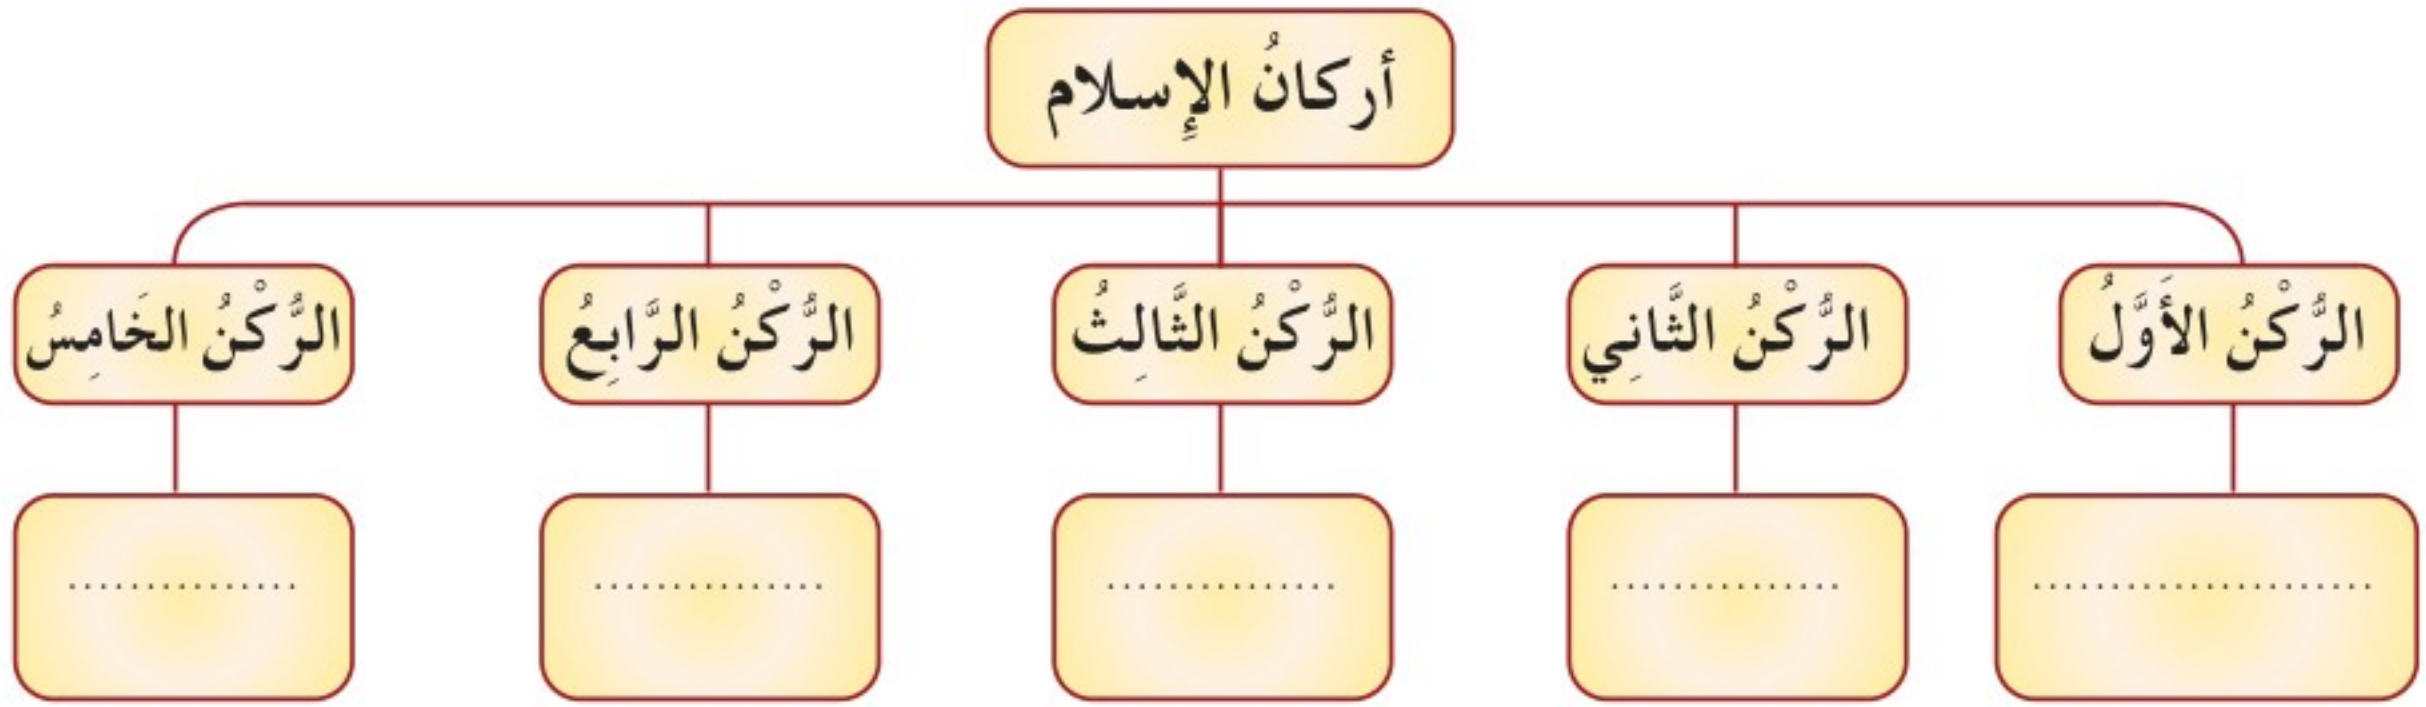 أركانُ الإِسلام
الرُّكْنُ الأَوَّلُ
الرُّكْنُ الثَّانِي
الرُّكْنُ الثَّالِثُ
الرُّكْنُ الرَّابِعُ
الرُّكْنُ الخَامِسُ
.....................
...............
...............
...............
...............